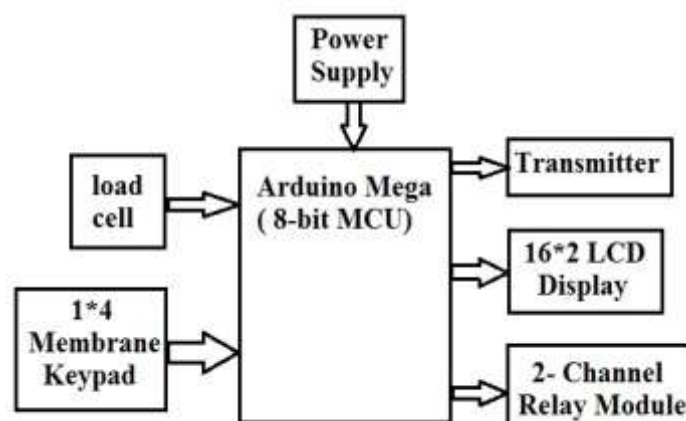 Power
Supply
load
cell
Arduino Mega
( 8-bit MCU)
Transmitter
16*2 LCD
Display
1*4
Membrane
Keypad
2- Channel
Relay Module